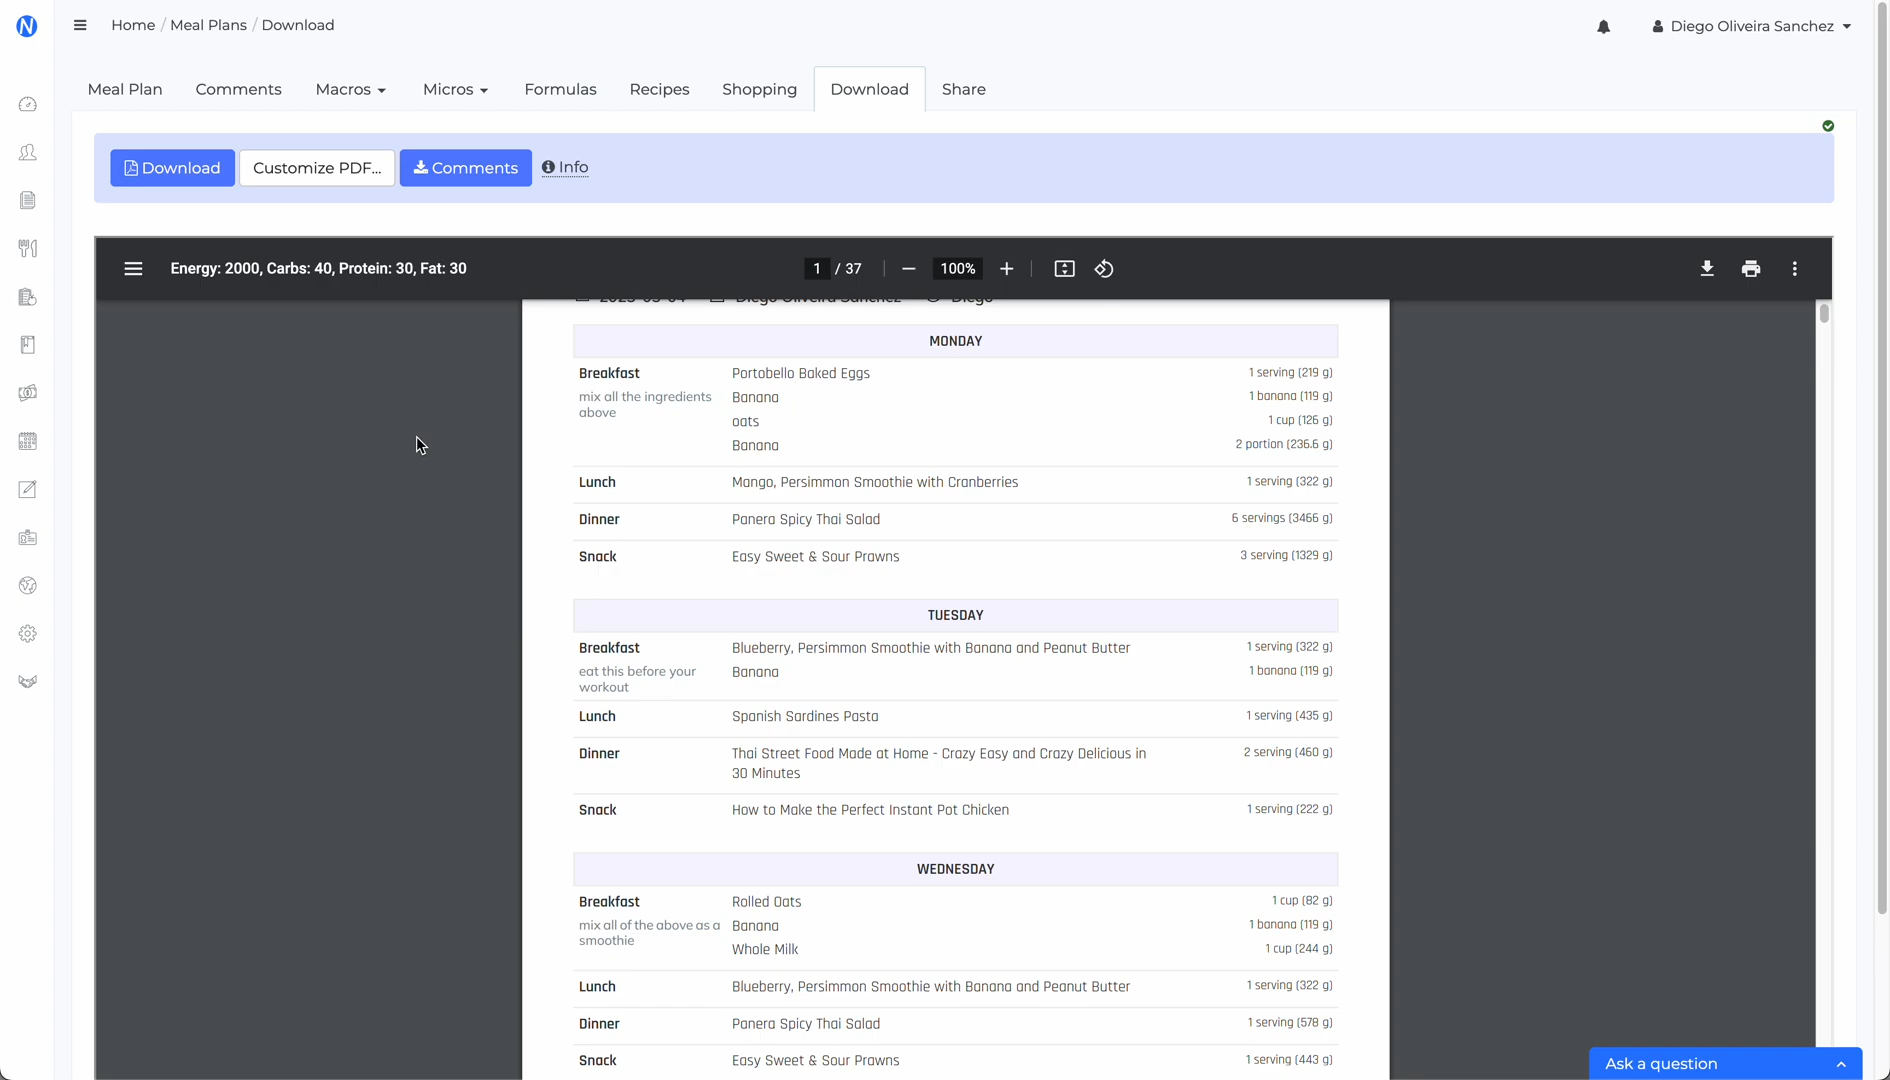 N
Home / Meal Plans / Download
Diego Oliveira Sanchez
Meal Plan Comments Macros Micros Formulas Recipes Shopping Download Share
Download Customize PDF... Comments Info
Energy: 2000, Carbs: 40, Protein: 30, Fat: 30
1 / 37
100%
Diego Oliveira Sanchez Diego
MONDAY
Breakfast Portobello Baked Eggs 1 serving (219 g)
mix all the ingredients Banana 1 banana (119 g)
above
oats 1 cup (126 g)
Banana 2 portion (236.6 g)
Lunch Mango, Persimmon Smoothie with Cranberries 1 serving (322 g)
Dinner Panera Spicy Thai Salad 6 servings (3466 g)
Snack Easy Sweet & Sour Prawns 3 serving (1329 g)
TUESDAY
Breakfast Blueberry, Persimmon Smoothie with Banana and Peanut Butter 1 serving (322 g)
eat this before your Banana 1 banana (119 g)
workout
Lunch Spanish Sardines Pasta 1 serving (435 g)
Dinner Thai Street Food Made at Home - Crazy Easy and Crazy Delicious in 2 serving (460 g)
30 Minutes
Snack How to Make the Perfect Instant Pot Chicken 1 serving (222 g)
WEDNESDAY
Breakfast Rolled Oats 1 cup (82 g)
mix all of the above as a Banana 1 banana (119 g)
smoothie
Whole Milk 1 cup (244 g)
Lunch Blueberry, Persimmon Smoothie with Banana and Peanut Butter 1 serving (322 g)
Dinner Panera Spicy Thai Salad 1 serving (578 g)
Snack Easy Sweet & Sour Prawns 1 serving (443 g)
Ask a question